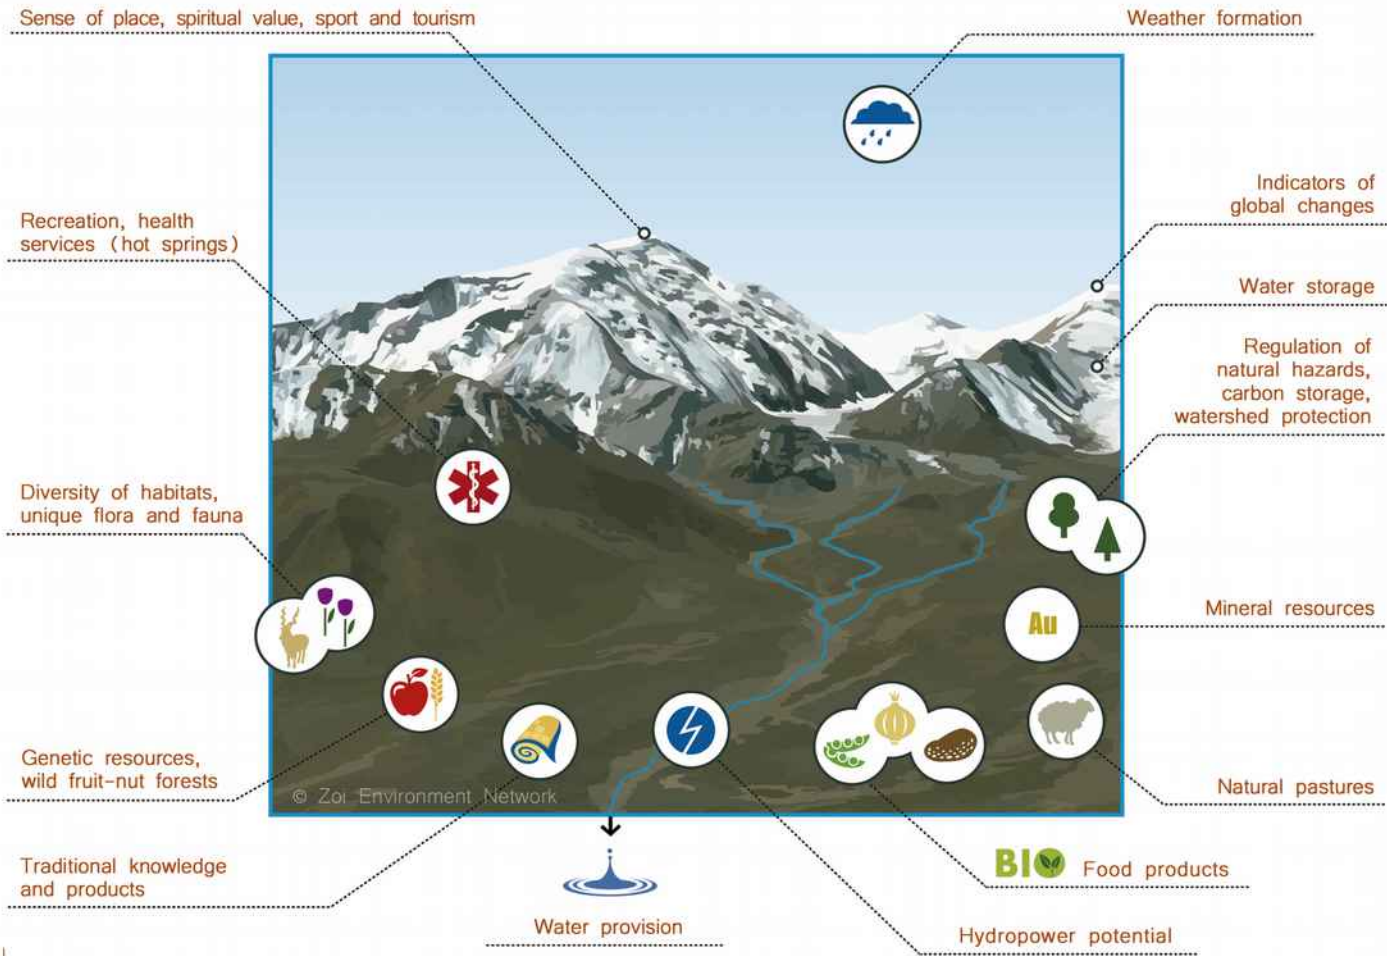 Sense of place, spiritual value, sport and tourism
Weather formation
Indicators of
global changes
Recreation, health
services (hot springs)
Water storage
Regulation of
natural hazards,
carbon storage,
watershed protection
Diversity of habitats,
unique flora and fauna
Au
Mineral resources
Genetic resources,
wild fruit-nut forests
Natural pastures
© Zoi Environment Network
Traditional knowledge
and products
BIO Food products
Water provision
Hydropower potential